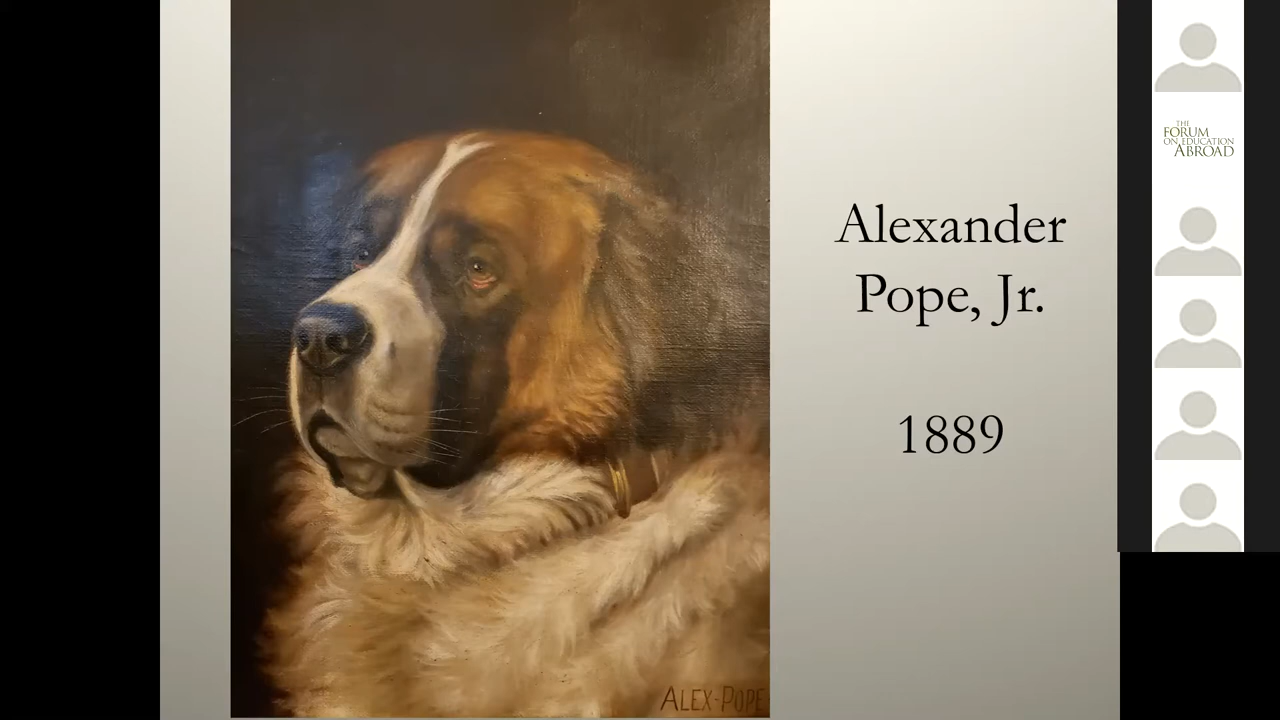 Alexander
Pope, Jr.
1889
ALEX-POPE
THE
FORUM
ON EDUCATION
ABROAD